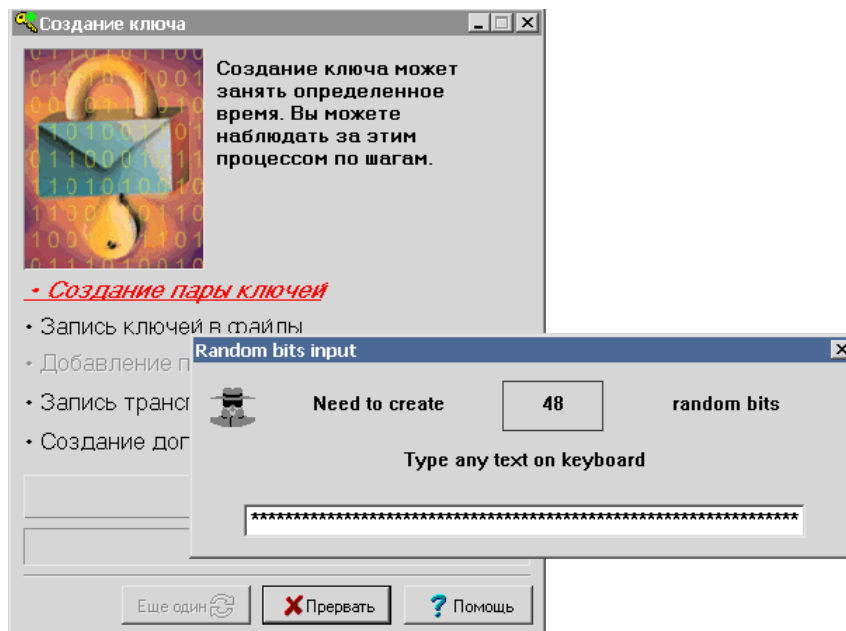 Создание ключа
Создание ключа может
занять определенное
время. Вы можете
наблюдать за этим
процессом по шагам.
• Создание пары ключей
• Запись ключей в файлы
• Добавление
Random bits input
• Запись
Need to create 48 random bits
• Создание
Type any text on keyboard
*****************************************************************
Еще один
Прервать
Помощь